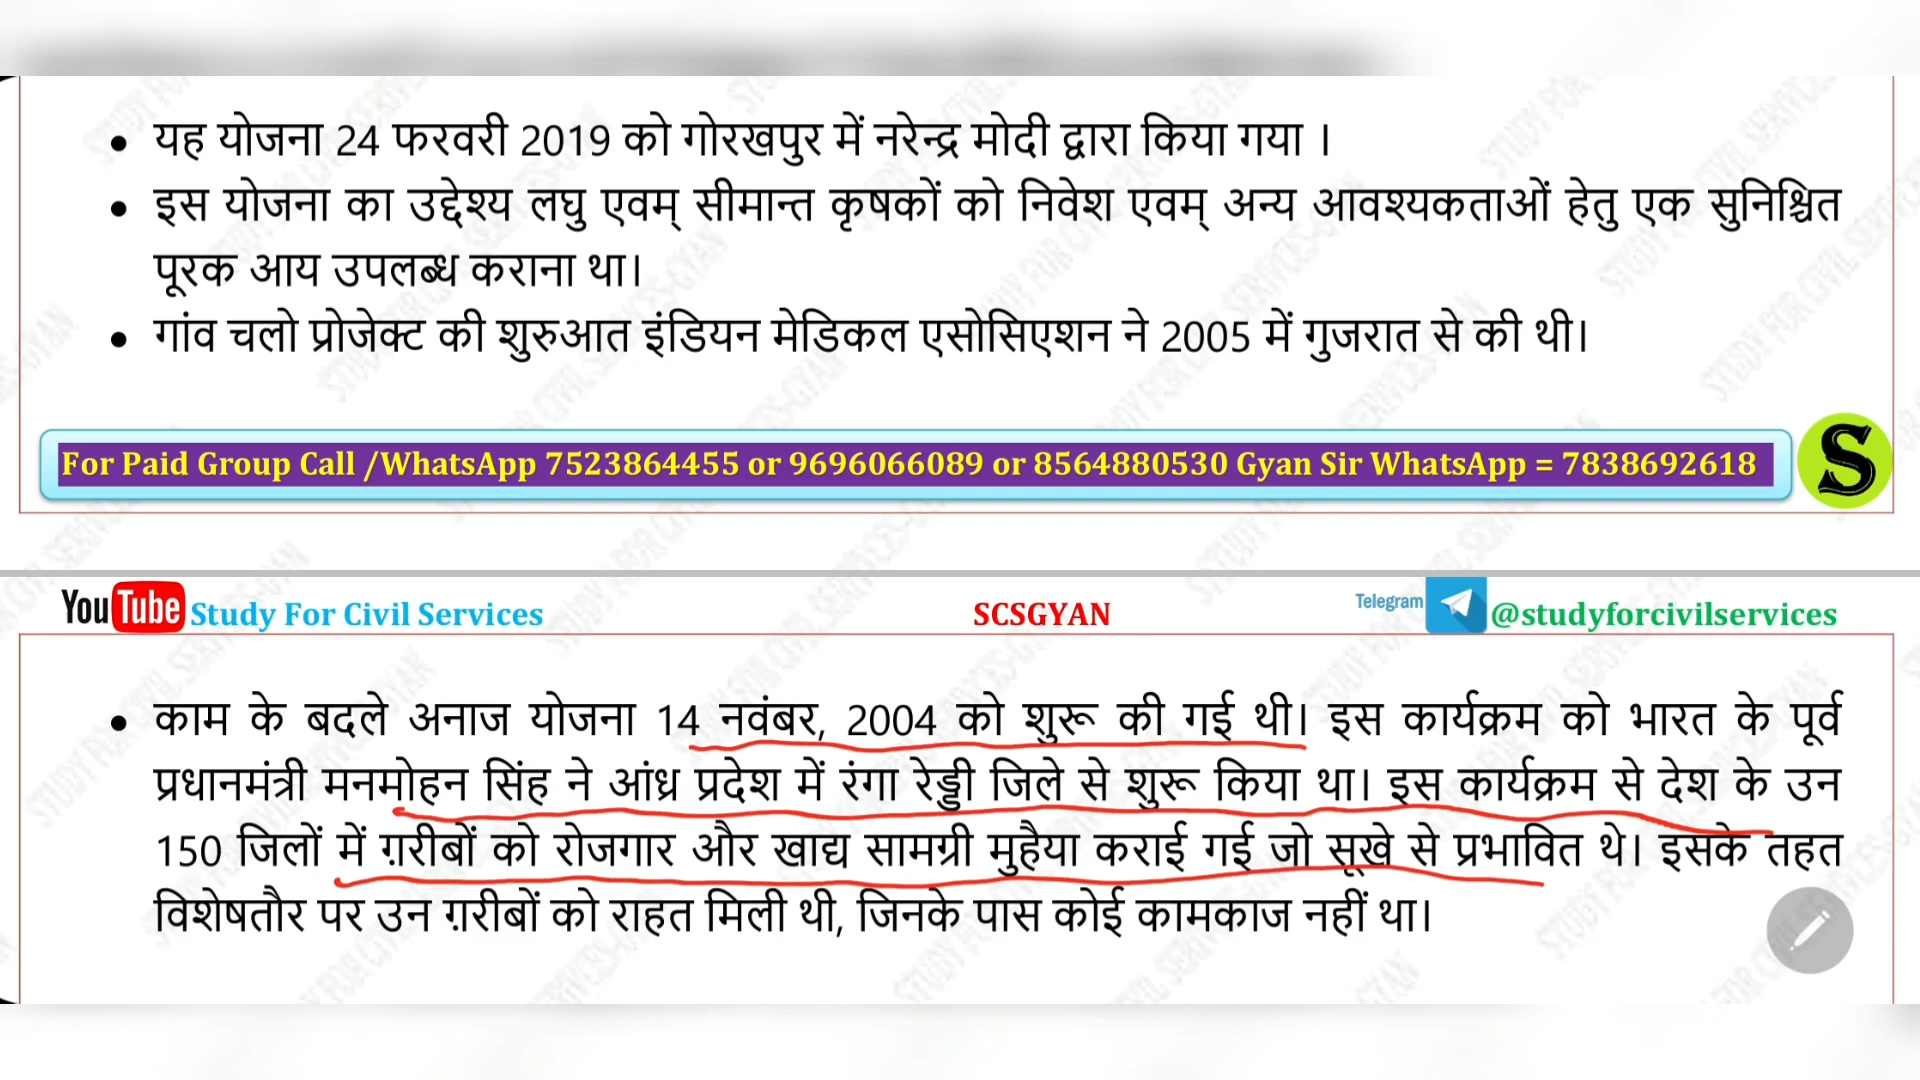 • यह योजना 24 फरवरी 2019 को गोरखपुर में नरेन्द्र मोदी द्वारा किया गया ।
• इस योजना का उद्देश्य लघु एवम् सीमान्त कृषकों को निवेश एवम् अन्य आवश्यकताओं हेतु एक सुनिश्चित
पूरक आय उपलब्ध कराना था।
• गांव चलो प्रोजेक्ट की शुरुआत इंडियन मेडिकल एसोसिएशन ने 2005 में गुजरात से की थी।
For Paid Group Call /WhatsApp 7523864455 or 9696066089 or 8564880530 Gyan Sir WhatsApp = 7838692618
S
YouTube Study For Civil Services SCSGYAN Telegram @studyforcivilservices
• काम के बदले अनाज योजना 14 नवंबर, 2004 को शुरू की गई थी। इस कार्यक्रम को भारत के पूर्व
प्रधानमंत्री मनमोहन सिंह ने आंध्र प्रदेश में रंगा रेड्डी जिले से शुरू किया था। इस कार्यक्रम से देश के उन
150 जिलों में ग़रीबों को रोजगार और खाद्य सामग्री मुहैया कराई गई जो सूखे से प्रभावित थे। इसके तहत
विशेषतौर पर उन ग़रीबों को राहत मिली थी, जिनके पास कोई कामकाज नहीं था।